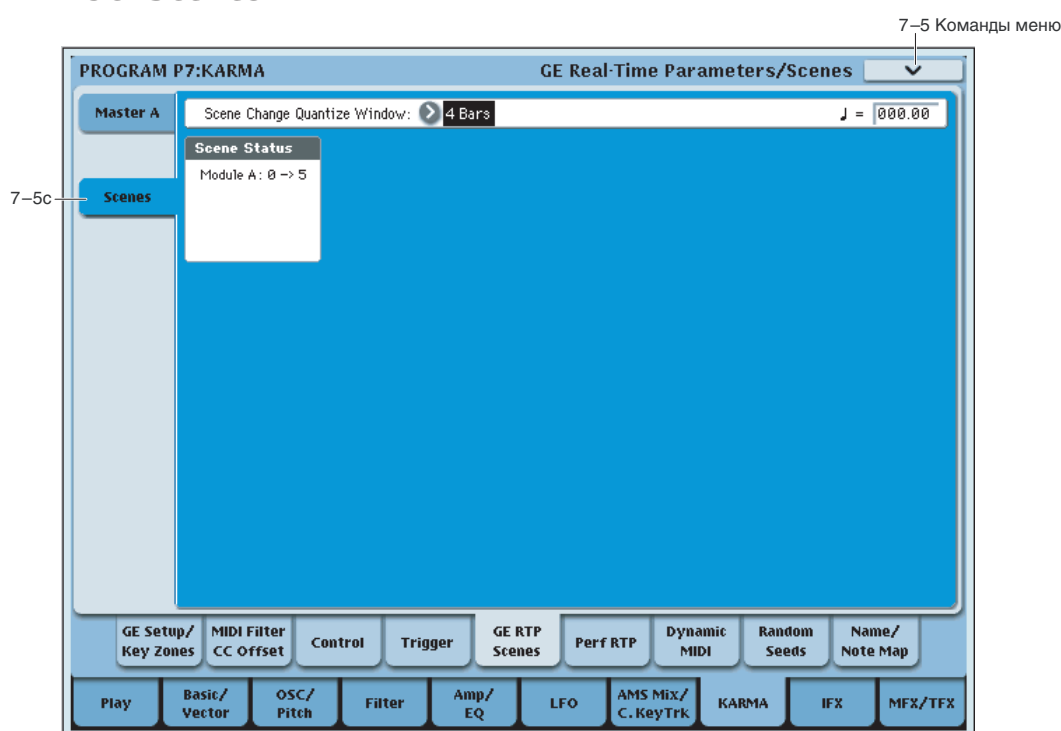 7–5 Команды меню
PROGRAM P7:KARMA
GE Real-Time Parameters/Scenes
Master A
Scene Change Quantize Window: 4 Bars
♩ = 000.00
Scene Status
Module A: 0 -> 5
7–5c
Scenes
GE Setup/ Key Zones
MIDI Filter CC Offset
Control
Trigger
GE RTP Scenes
Perf RTP
Dynamic MIDI
Random Seeds
Name/ Note Map
Play
Basic/ Vector
OSC/ Pitch
Filter
Amp/ EQ
LFO
AMS Mix/ C.KeyTrk
KARMA
IFX
MFX/TFX